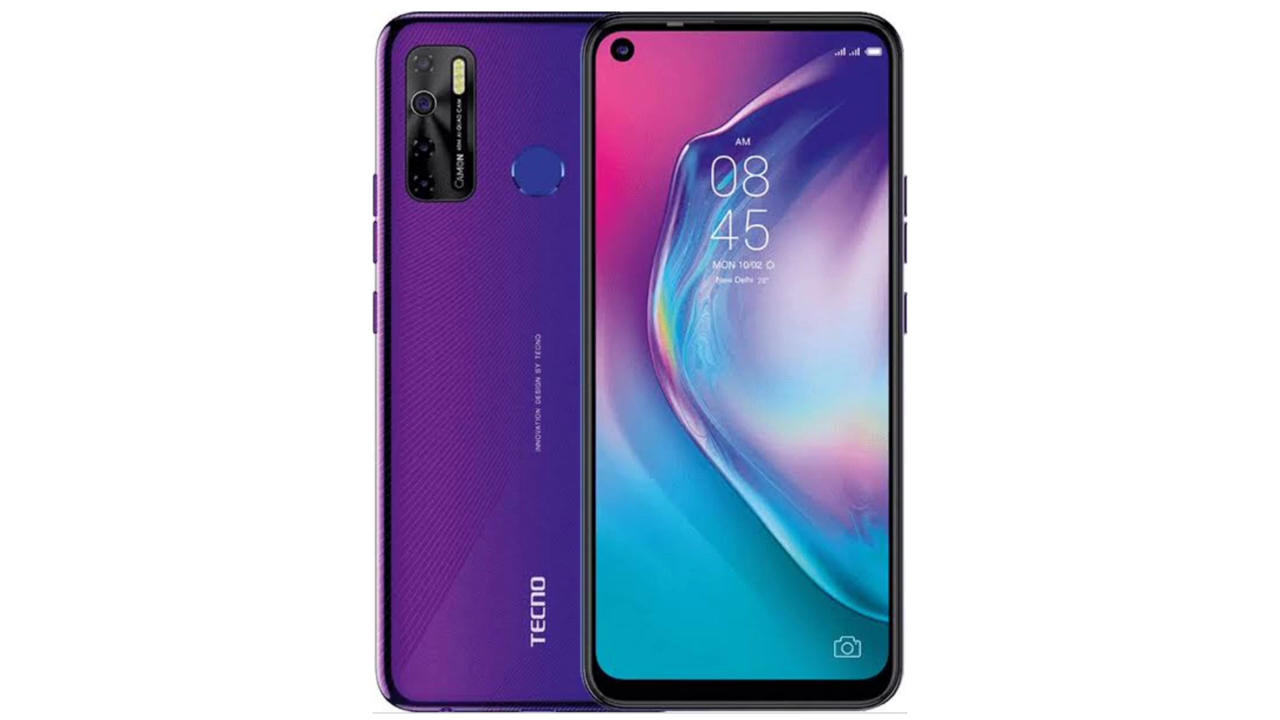 CAMON 48M AI-QUAD CAM
INNOVATION DESIGN BY TECNO
TECNO
AM
08
45
MON 10/02
New Delhi 28°